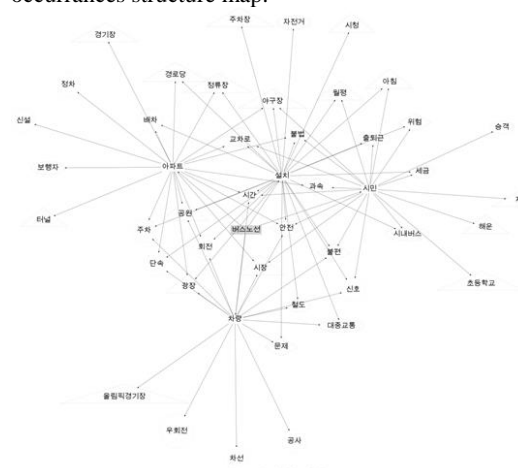 occurrances structure map.
주차장
자전거
시청
경기장
경로당
정류장
정차
아침
월평
야구장
신설
배차
위험
승객
불법
교차로
출퇴근
보행자
아파트
설치
세금
과속
시민
시간
터널
공원
주차
버스노선
안전
시내버스
해운
회전
불편
단속
시장
광장
신호
초등학교
철도
차량
대중교통
문제
올림픽경기장
우회전
공사
차선